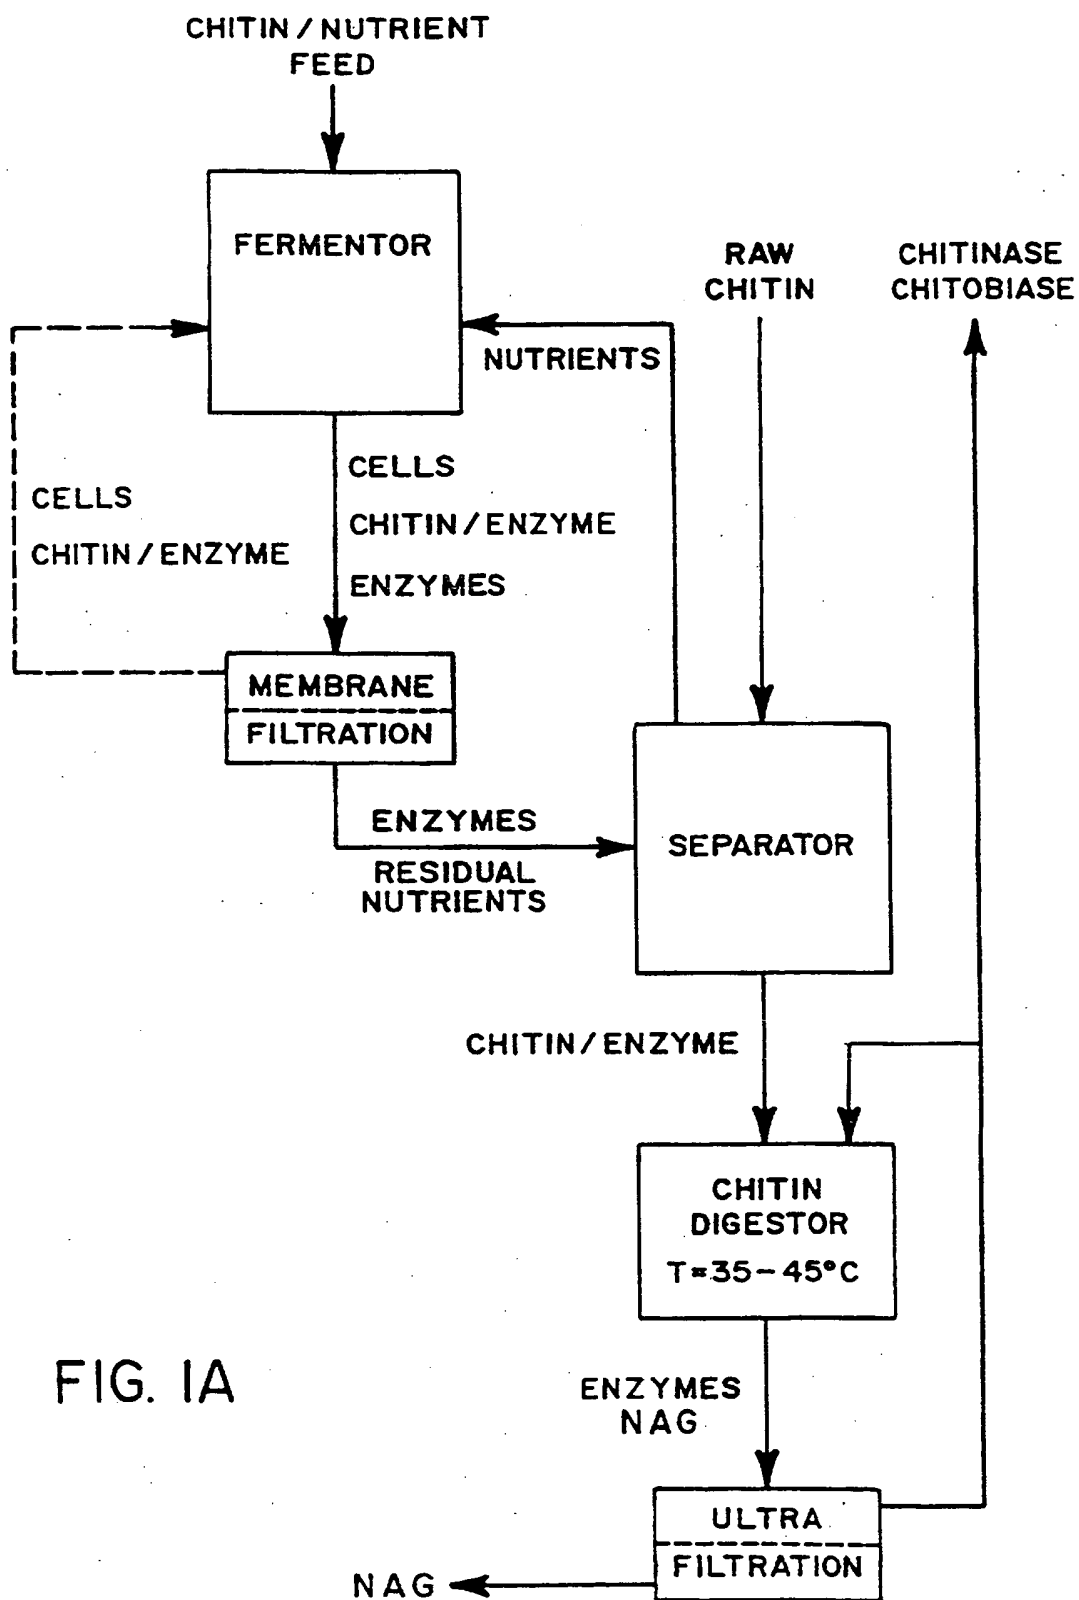 CHITIN / NUTRIENT
FEED
FERMENTOR
RAW
CHITIN
CHITINASE
CHITOBIASE
NUTRIENTS
CELLS
CHITIN / ENZYME
ENZYMES
CELLS
CHITIN / ENZYME
MEMBRANE
FILTRATION
ENZYMES
RESIDUAL
NUTRIENTS
SEPARATOR
CHITIN/ENZYME
CHITIN
DIGESTOR
T=35-45°C
FIG. 1A
ENZYMES
NAG
ULTRA
FILTRATION
NAG